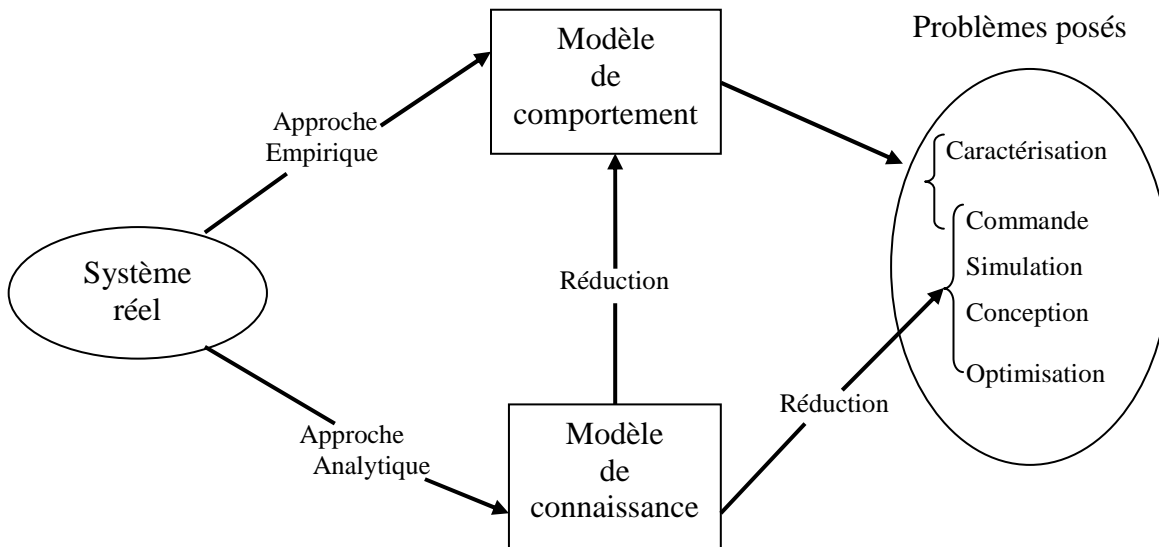 Problèmes posés
Modèle
de
comportement
Approche
Empirique
Caractérisation
Commande
Simulation
Conception
Optimisation
Système
réel
Réduction
Réduction
Approche
Analytique
Modèle
de
connaissance